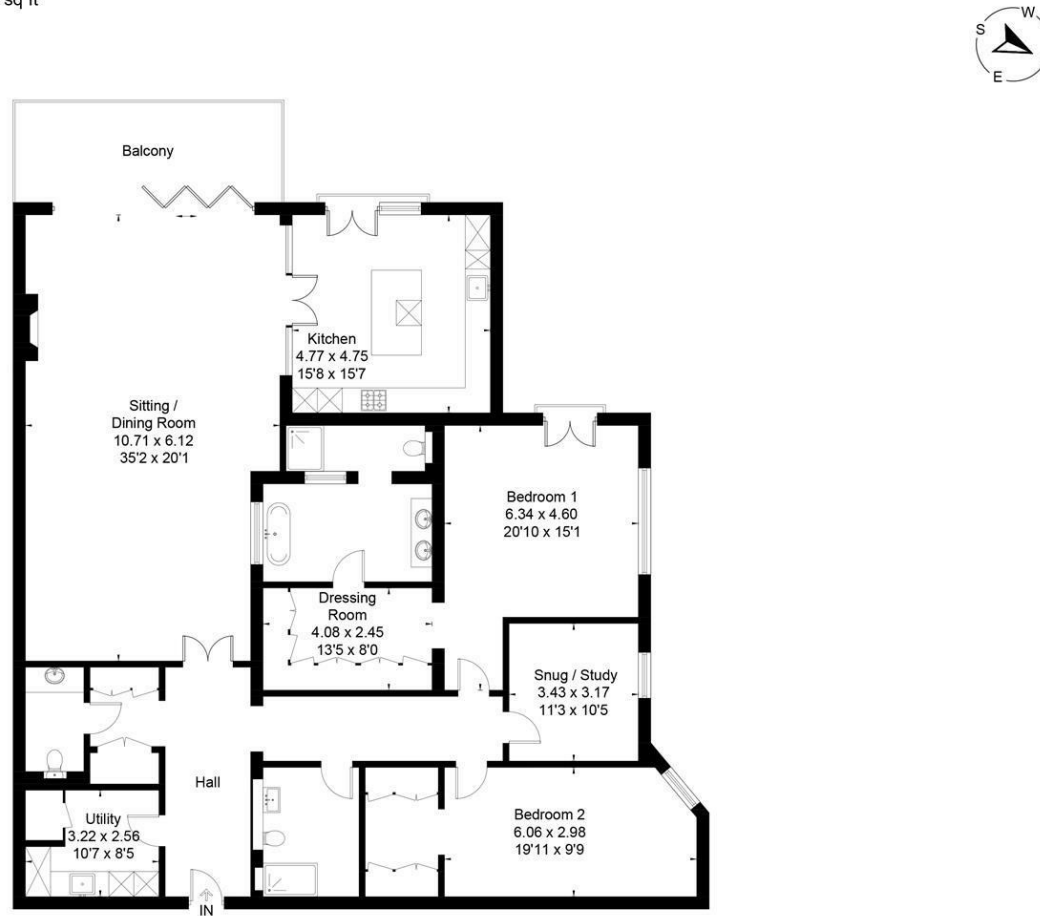 sq ft
W
S
E
Balcony
Kitchen
4.77 x 4.75
15'8 x 15'7
Sitting /
Dining Room
10.71 x 6.12
35'2 x 20'1
Bedroom 1
6.34 x 4.60
20'10 x 15'1
Dressing
Room
4.08 x 2.45
13'5 x 8'0
Snug / Study
3.43 x 3.17
11'3 x 10'5
Hall
Utility
3.22 x 2.56
10'7 x 8'5
Bedroom 2
6.06 x 2.98
19'11 x 9'9
IN